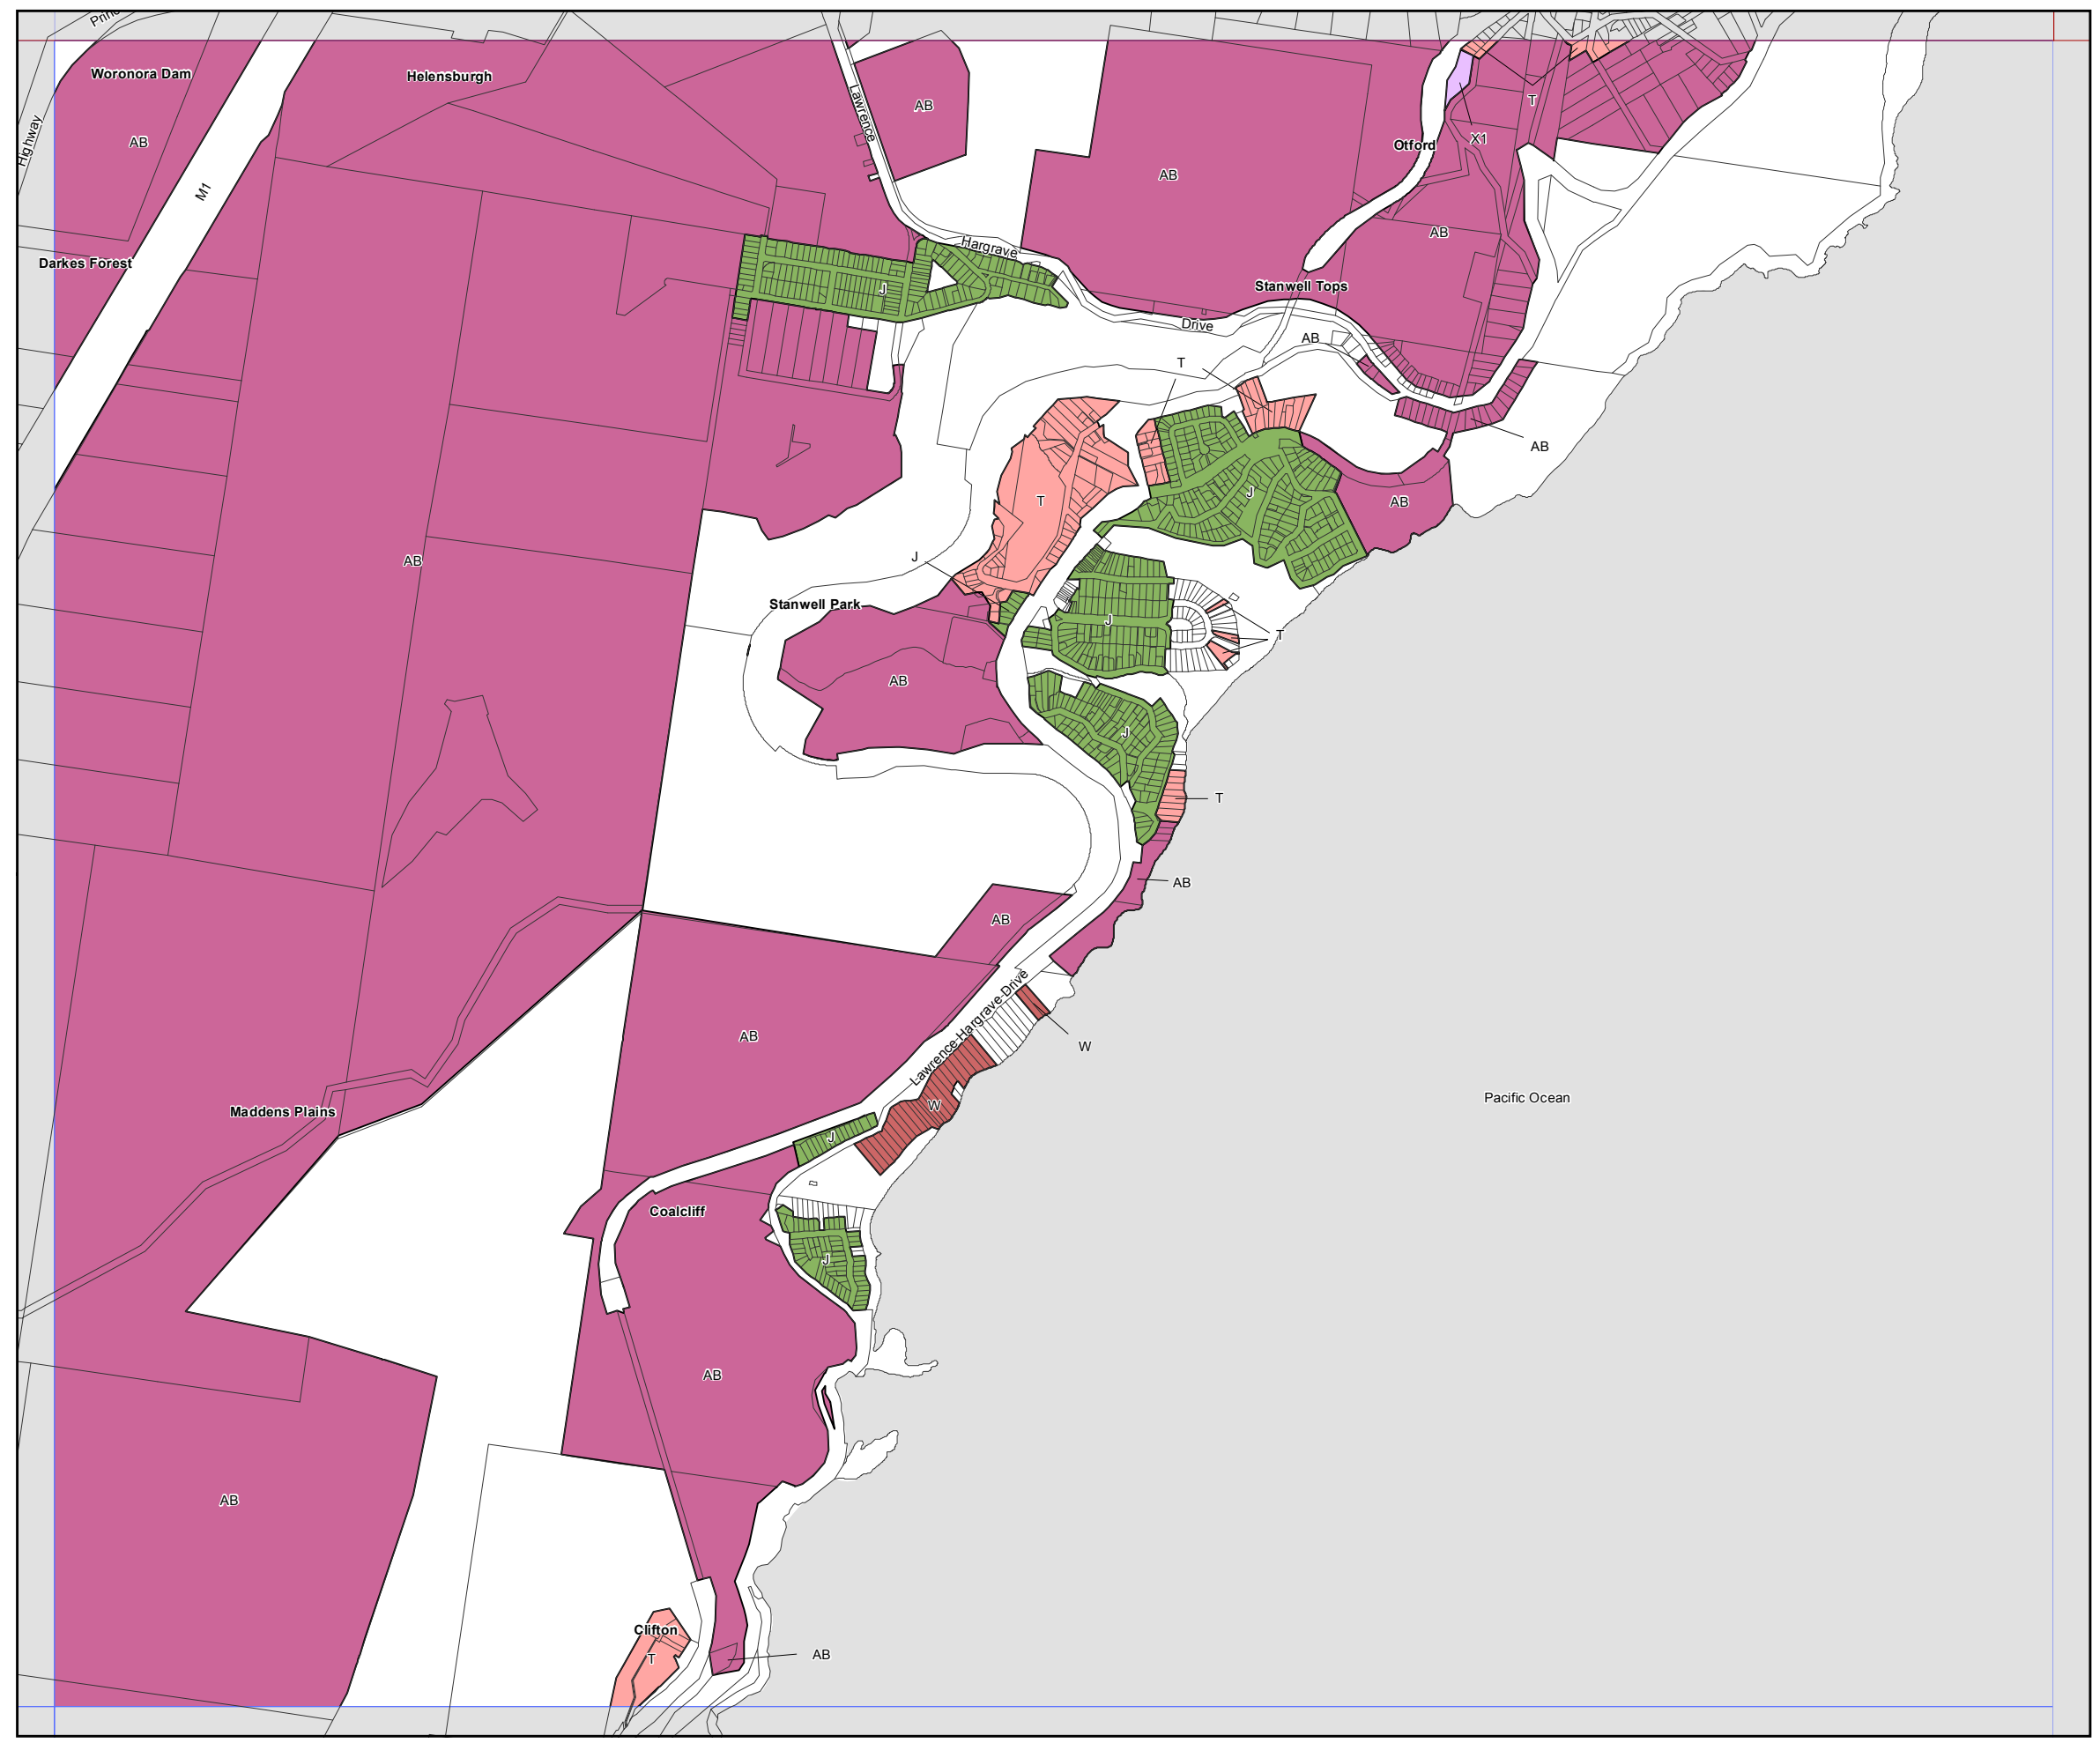 Princ
Woronora Dam
Helensburgh
AB
Lawrence
AB
T
X1
Highway
AB
Otford
M1
AB
AB
Hargrave
Darkes Forest
Stanwell Tops
J
Drive
AB
T
AB
T
J
AB
J
AB
Stanwell Park
J
T
AB
J
T
AB
AB
Lawrence Hargrave Drive
AB
W
Pacific Ocean
W
Maddens Plains
J
Coalcliff
J
AB
AB
Clifton
T
AB